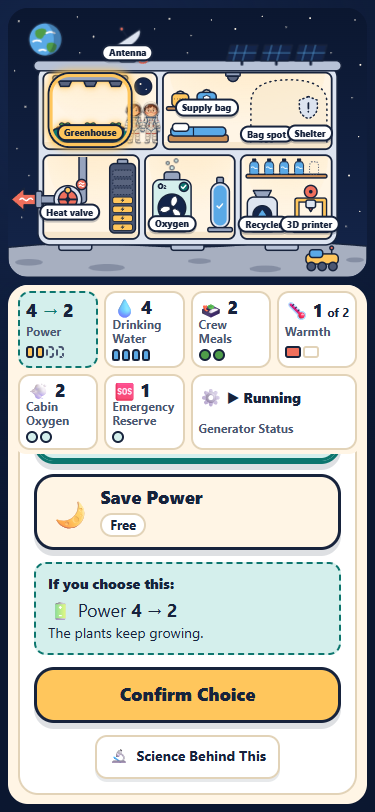 Antenna
Supply bag
Greenhouse
Bag spot
Shelter
O₂
Heat valve
Oxygen
Recycler
3D printer
4 → 2
Power
4
Drinking
Water
2
Crew
Meals
1 of 2
Warmth
2
Cabin
Oxygen
SOS
1
Emergency
Reserve
▶ Running
Generator Status
Save Power
Free
If you choose this:
Power 4 → 2
The plants keep growing.
Confirm Choice
Science Behind This